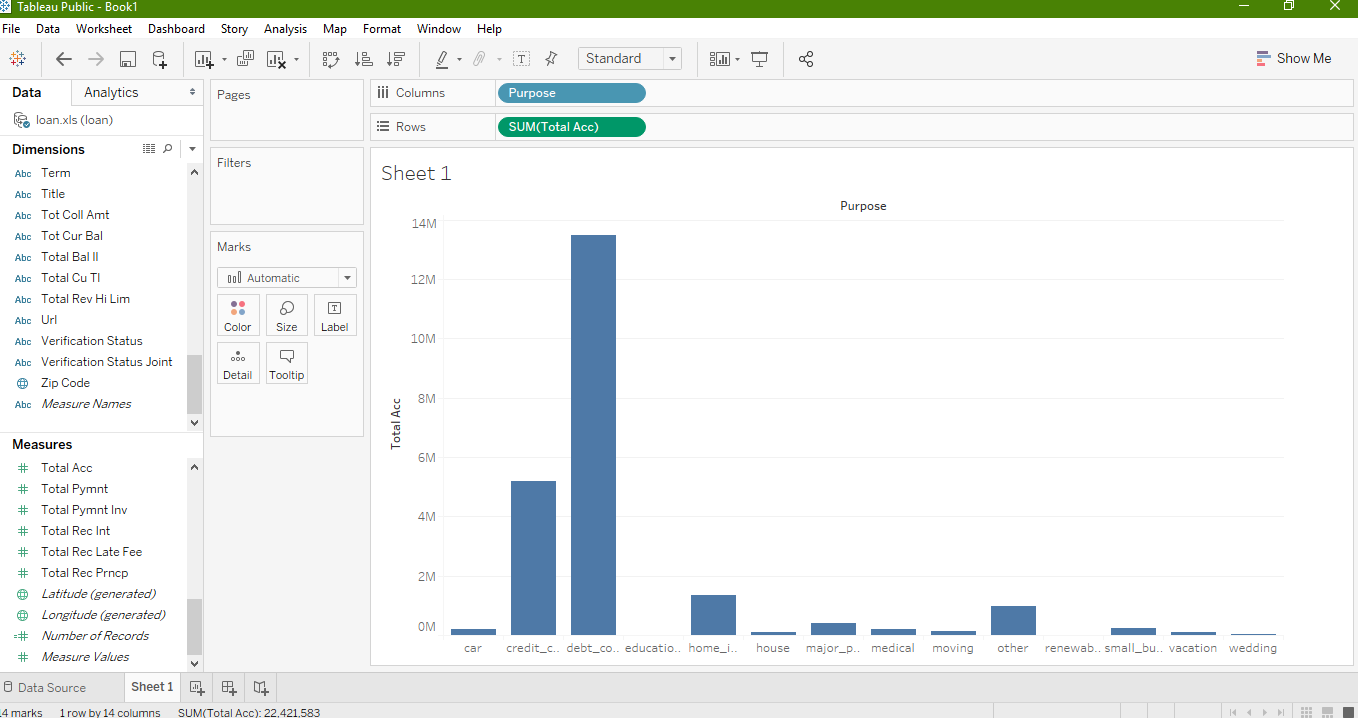 Tableau Public - Book1
File Data Worksheet Dashboard Story Analysis Map Format Window Help
Standard
Show Me
Data Analytics
loan.xls (loan)
Dimensions
Abc Term
Abc Title
Abc Tot Coll Amt
Abc Tot Cur Bal
Abc Total Bal Il
Abc Total Cu Tl
Abc Total Rev Hi Lim
Abc Url
Abc Verification Status
Abc Verification Status Joint
Zip Code
Abc Measure Names
Measures
# Total Acc
# Total Pymnt
# Total Pymnt Inv
# Total Rec Int
# Total Rec Late Fee
# Total Rec Prncp
Latitude (generated)
Longitude (generated)
=# Number of Records
# Measure Values
Pages
Filters
Marks
Automatic
Color Size Label
Detail Tooltip
Columns Purpose
Rows SUM(Total Acc)
Sheet 1
Purpose
14M
12M
10M
8M
6M
4M
2M
0M
Total Acc
car credit_c.. debt_co.. educatio.. home_i.. house major_p.. medical moving other renewab.. small_bu.. vacation wedding
Data Source Sheet 1
14 marks 1 row by 14 columns SUM(Total Acc): 22,421,583